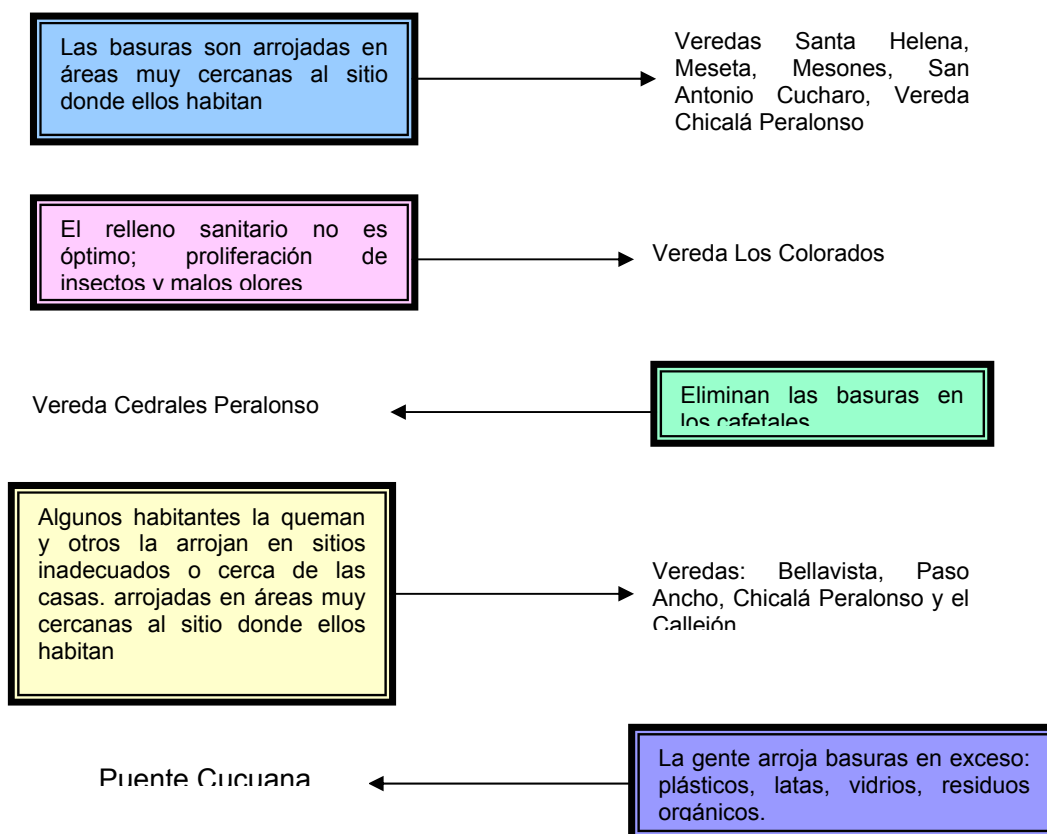 Las basuras son arrojadas en
áreas muy cercanas al sitio
donde ellos habitan
Veredas Santa Helena,
Meseta, Mesones, San
Antonio Cucharo, Vereda
Chicalá Peralonso
El relleno sanitario no es
óptimo; proliferación de
insectos y malos olores
Vereda Los Colorados
Vereda Cedrales Peralonso
Eliminan las basuras en
los cafetales
Algunos habitantes la queman
y otros la arrojan en sitios
inadecuados o cerca de las
casas. arrojadas en áreas muy
cercanas al sitio donde ellos
habitan
Veredas: Bellavista, Paso
Ancho, Chicalá Peralonso y el
Callejón
Puente Cucuana
La gente arroja basuras en exceso:
plásticos, latas, vidrios, residuos
orgánicos.